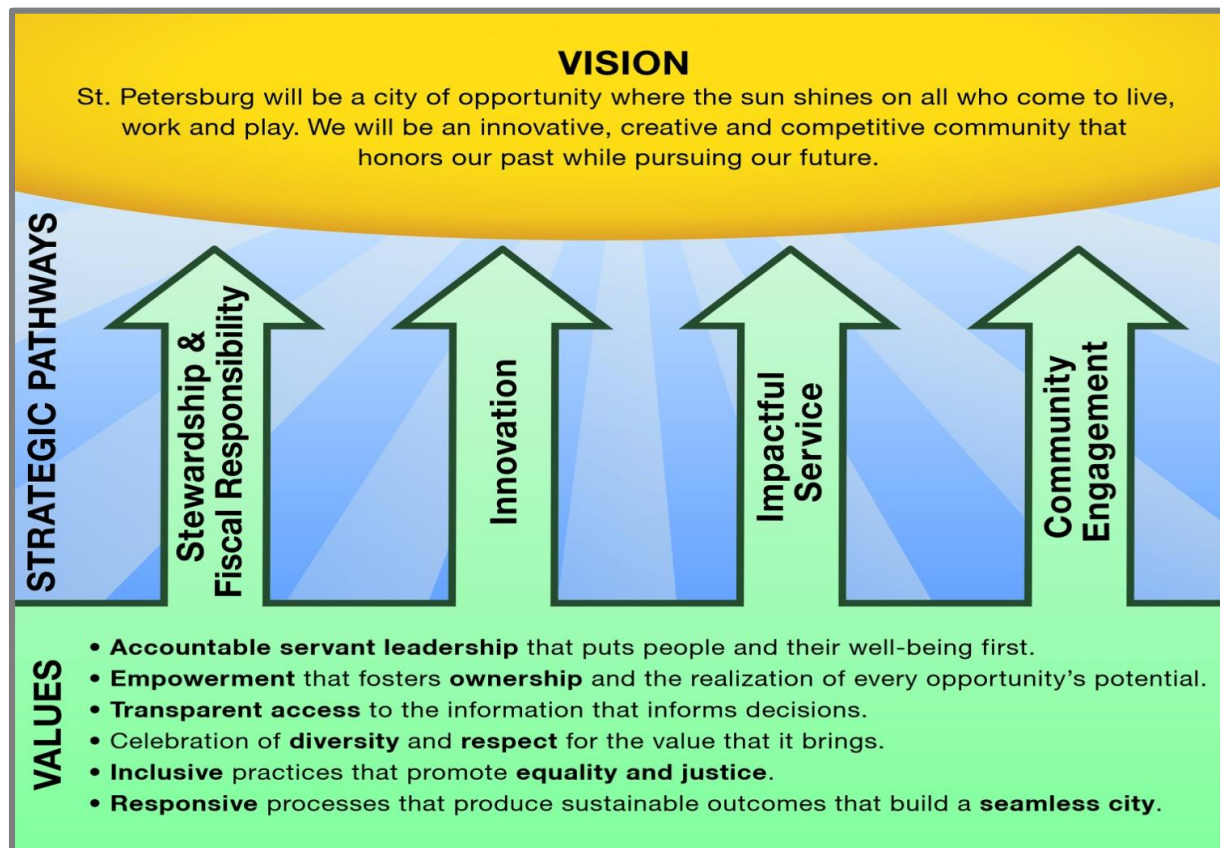 VISION
St. Petersburg will be a city of opportunity where the sun shines on all who come to live,
work and play. We will be an innovative, creative and competitive community that
honors our past while pursuing our future.
STRATEGIC PATHWAYS
Stewardship &
Fiscal Responsibility
Innovation
Impactful
Service
Community
Engagement
VALUES
• Accountable servant leadership that puts people and their well-being first.
• Empowerment that fosters ownership and the realization of every opportunity’s potential.
• Transparent access to the information that informs decisions.
• Celebration of diversity and respect for the value that it brings.
• Inclusive practices that promote equality and justice.
• Responsive processes that produce sustainable outcomes that build a seamless city.